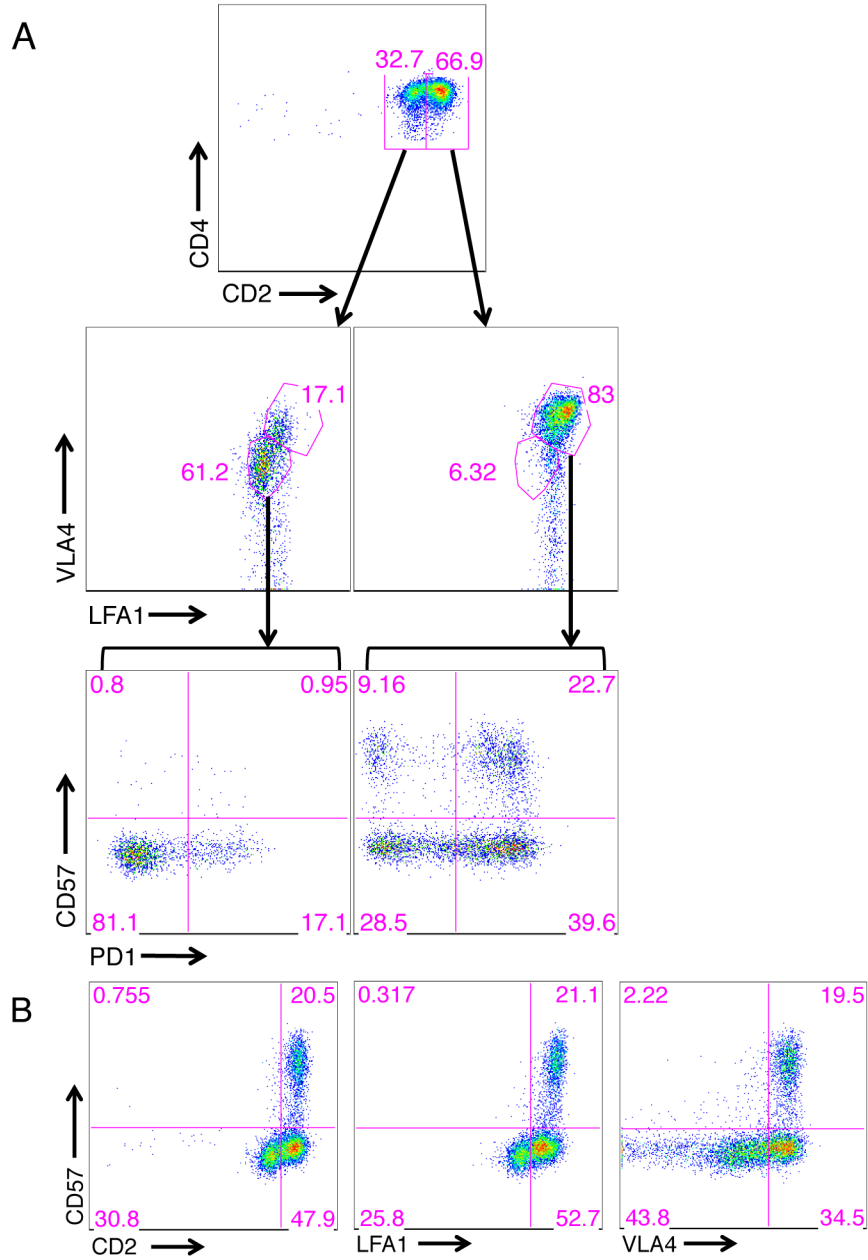 A
32.7 66.9
CD4
CD2
17.1
61.2
83
6.32
VLA4
LFA1
0.8 0.95
9.16 22.7
CD57
81.1 17.1
28.5 39.6
PD1
B
0.755 20.5
0.317 21.1
2.22 19.5
CD57
30.8 47.9
25.8 52.7
43.8 34.5
CD2
LFA1
VLA4